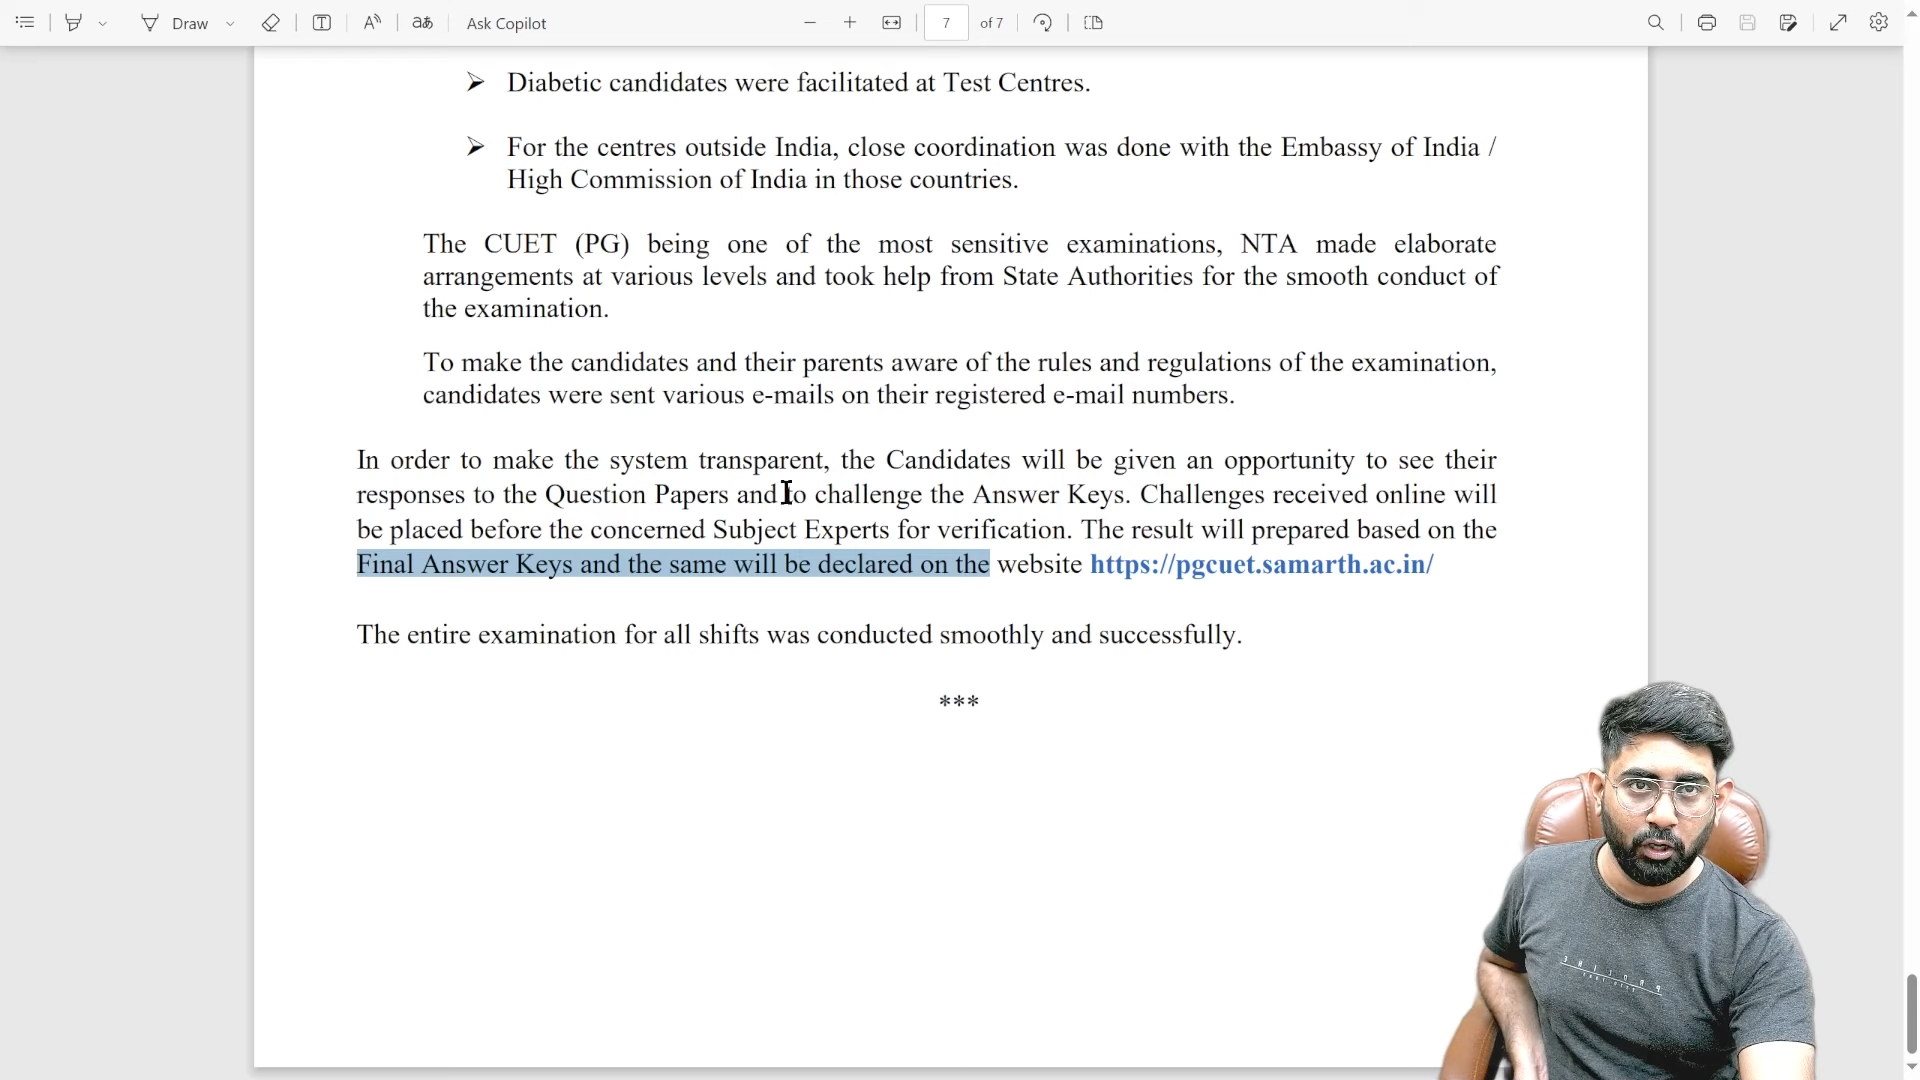 Draw
Ask Copilot
7
of 7
➢ Diabetic candidates were facilitated at Test Centres.
➢ For the centres outside India, close coordination was done with the Embassy of India /
High Commission of India in those countries.
The CUET (PG) being one of the most sensitive examinations, NTA made elaborate
arrangements at various levels and took help from State Authorities for the smooth conduct of
the examination.
To make the candidates and their parents aware of the rules and regulations of the examination,
candidates were sent various e-mails on their registered e-mail numbers.
In order to make the system transparent, the Candidates will be given an opportunity to see their
responses to the Question Papers and to challenge the Answer Keys. Challenges received online will
be placed before the concerned Subject Experts for verification. The result will prepared based on the
Final Answer Keys and the same will be declared on the website https://pgcuet.samarth.ac.in/
The entire examination for all shifts was conducted smoothly and successfully.
***